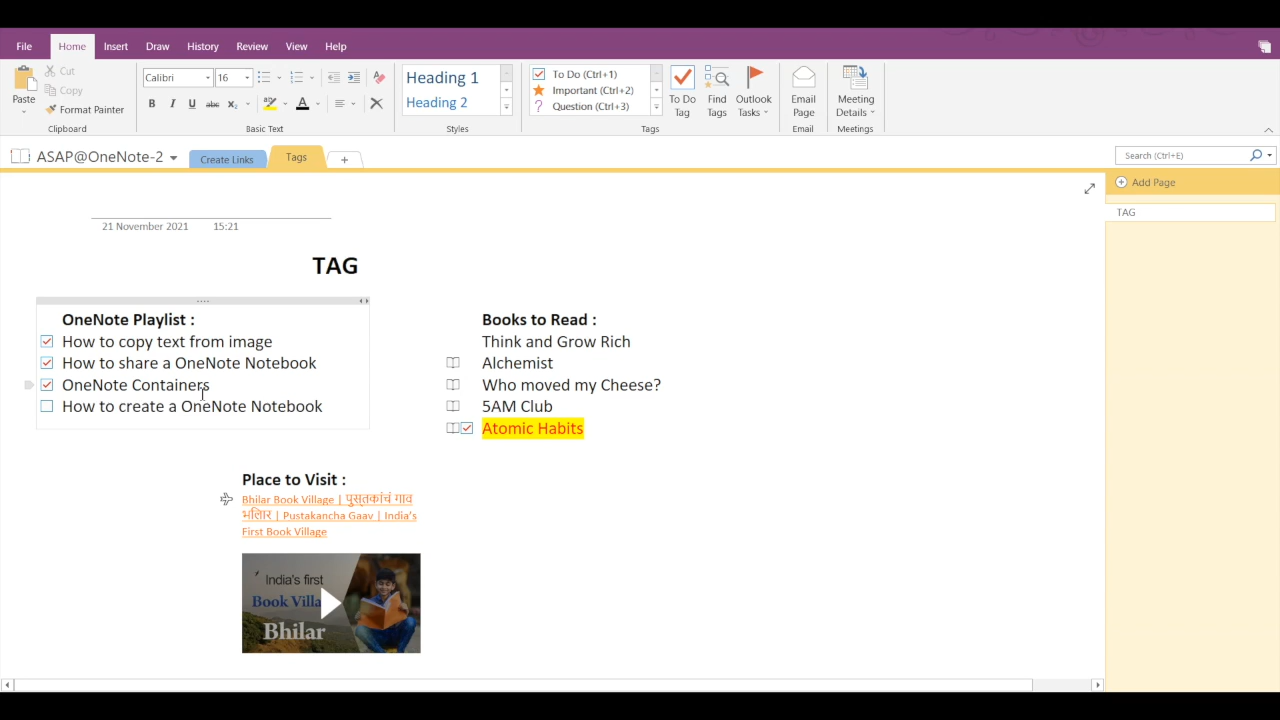 File Home Insert Draw History Review View Help
Paste
Cut
Copy
Format Painter
Clipboard
Calibri 16
B I U abc X₂ A
Basic Text
Heading 1
Heading 2
Styles
To Do (Ctrl+1)
Important (Ctrl+2)
Question (Ctrl+3)
To Do Tag
Find Tags
Outlook Tasks
Tags
Email Page
Email
Meeting Details
Meetings
ASAP@OneNote-2 Create Links Tags +
Search (Ctrl+E)
Add Page
TAG
21 November 2021 15:21
TAG
OneNote Playlist :
How to copy text from image
How to share a OneNote Notebook
OneNote Containers
How to create a OneNote Notebook
Books to Read :
Think and Grow Rich
Alchemist
Who moved my Cheese?
5AM Club
Atomic Habits
Place to Visit :
Bhilar Book Village | पुस्तकांचं गाव
भिलार | Pustakancha Gaav | India's
First Book Village
India's first
Book Villa
Bhilar